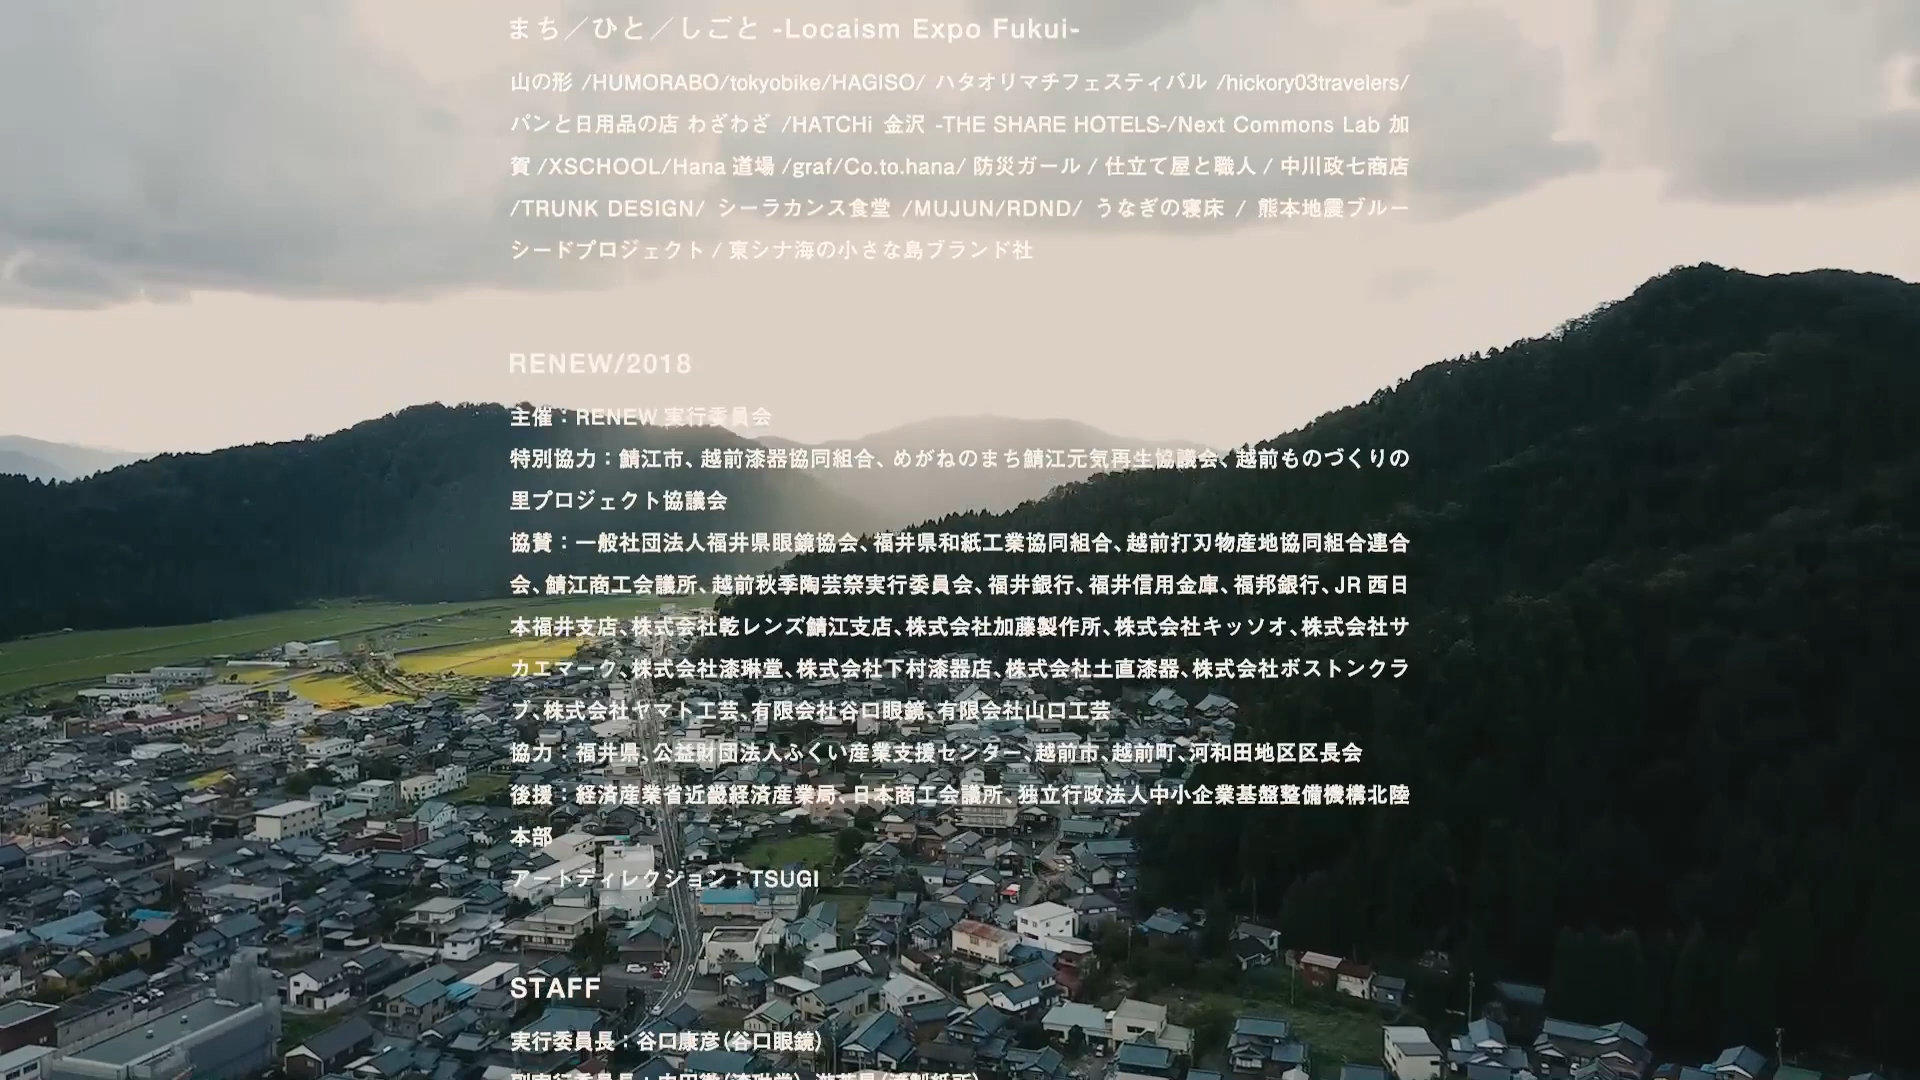 まち／ひと／しごと -Locaism Expo Fukui-
山の形 /HUMORABO/tokyobike/HAGISO/ ハタオリマチフェスティバル /hickory03travelers/
パンと日用品の店 わざわざ /HATCHi 金沢 -THE SHARE HOTELS-/Next Commons Lab 加
賀 /XSCHOOL/Hana 道場 /graf/Co.to.hana/ 防災ガール / 仕立て屋と職人 / 中川政七商店
/TRUNK DESIGN/ シーラカンス食堂 /MUJUN/RDND/ うなぎの寝床 / 熊本地震ブルー
シードプロジェクト / 東シナ海の小さな島ブランド社
RENEW/2018
主催：RENEW 実行委員会
特別協力：鯖江市、越前漆器協同組合、めがねのまち鯖江元気再生協議会、越前ものづくりの
里プロジェクト協議会
協賛：一般社団法人福井県眼鏡協会、福井県和紙工業協同組合、越前打刃物産地協同組合連合
会、鯖江商工会議所、越前秋季陶芸祭実行委員会、福井銀行、福井信用金庫、福邦銀行、JR 西日
本福井支店、株式会社乾レンズ鯖江支店、株式会社加藤製作所、株式会社キッソオ、株式会社サ
カエマーク、株式会社漆琳堂、株式会社下村漆器店、株式会社土直漆器、株式会社ボストンクラ
ブ、株式会社ヤマト工芸、有限会社谷口眼鏡、有限会社山口工芸
協力：福井県、公益財団法人ふくい産業支援センター、越前市、越前町、河和田地区区長会
後援：経済産業省近畿経済産業局、日本商工会議所、独立行政法人中小企業基盤整備機構北陸
本部
アートディレクション：TSUGI
STAFF
実行委員長：谷口康彦(谷口眼鏡)